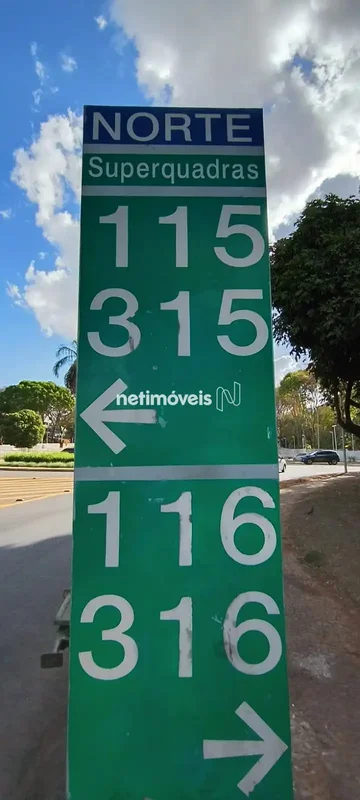 NORTE
Superquadras
115
315
netimóveis
116
316